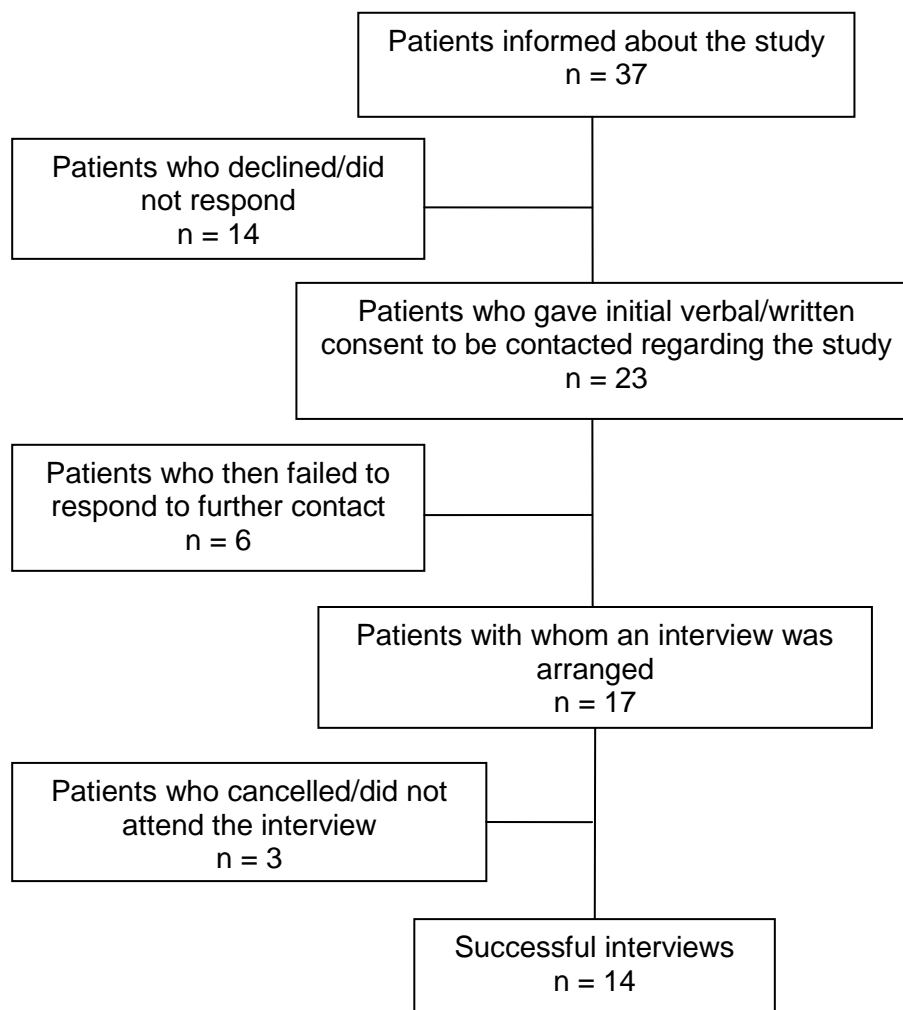 Patients informed about the study
n = 37
Patients who declined/did
not respond
n = 14
Patients who gave initial verbal/written
consent to be contacted regarding the study
n = 23
Patients who then failed to
respond to further contact
n = 6
Patients with whom an interview was
arranged
n = 17
Patients who cancelled/did not
attend the interview
n = 3
Successful interviews
n = 14